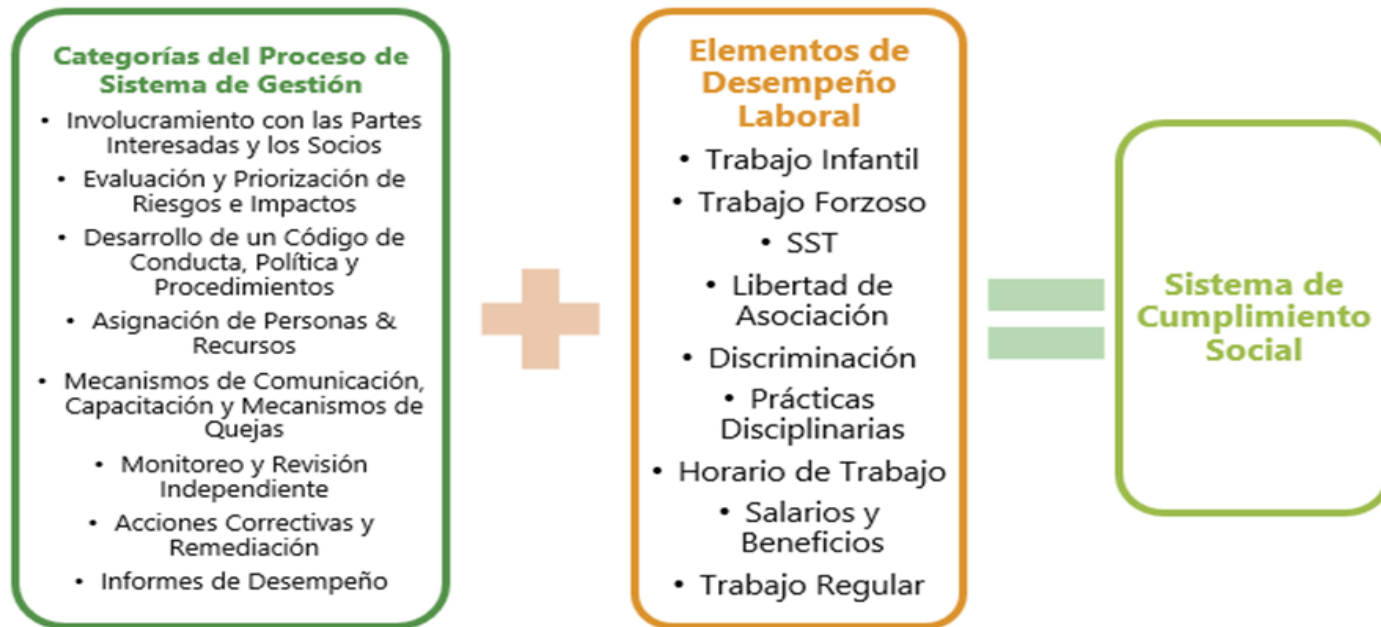 Categorías del Proceso de
Sistema de Gestión
• Involucramiento con las Partes
Interesadas y los Socios
• Evaluación y Priorización de
Riesgos e Impactos
• Desarrollo de un Código de
Conducta, Política y
Procedimientos
• Asignación de Personas &
Recursos
• Mecanismos de Comunicación,
Capacitación y Mecanismos de
Quejas
• Monitoreo y Revisión
Independiente
• Acciones Correctivas y
Remediación
• Informes de Desempeño
Elementos de
Desempeño
Laboral
• Trabajo Infantil
• Trabajo Forzoso
• SST
• Libertad de
Asociación
• Discriminación
• Prácticas
Disciplinarias
• Horario de Trabajo
• Salarios y
Beneficios
• Trabajo Regular
Sistema de
Cumplimiento
Social